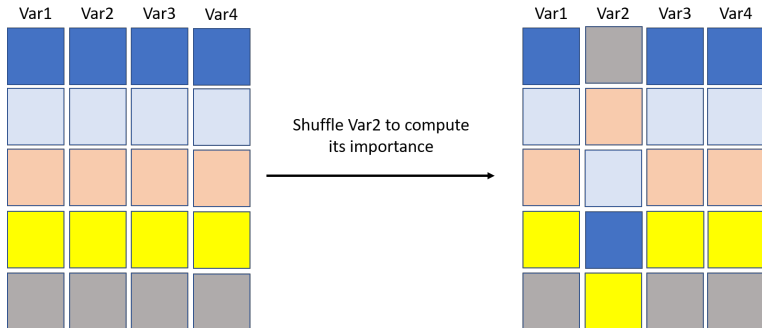 Var1 Var2 Var3 Var4
Var1 Var2 Var3 Var4
Shuffle Var2 to compute
its importance